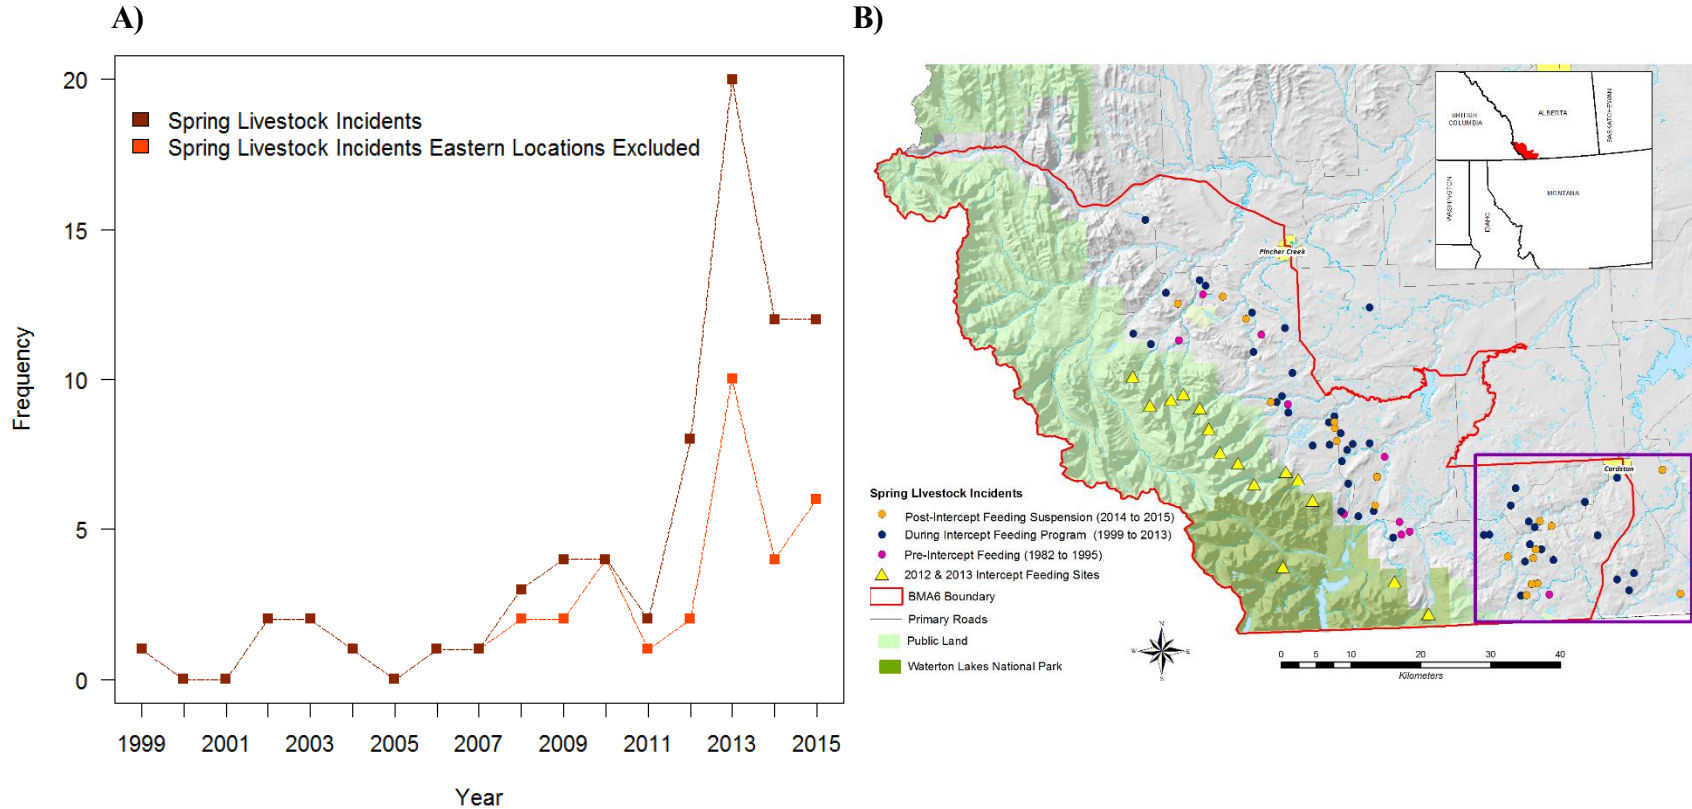 A)
B)
20
15
10
5
0
Frequency
Spring Livestock Incidents
Spring Livestock Incidents Eastern Locations Excluded
1999
2001
2003
2005
2007
2009
2011
2013
2015
Year
BRITISH
COLUMBIA
ALBERTA
SASKATCHEWAN
WASHINGTON
IDAHO
MONTANA
Pincher Creek
Cardston
Spring Livestock Incidents
Post-Intercept Feeding Suspension (2014 to 2015)
During Intercept Feeding Program (1999 to 2013)
Pre-Intercept Feeding (1982 to 1995)
2012 & 2013 Intercept Feeding Sites
BMA6 Boundary
Primary Roads
Public Land
Waterton Lakes National Park
N
W
E
S
0 5 10 20 30 40
Kilometers